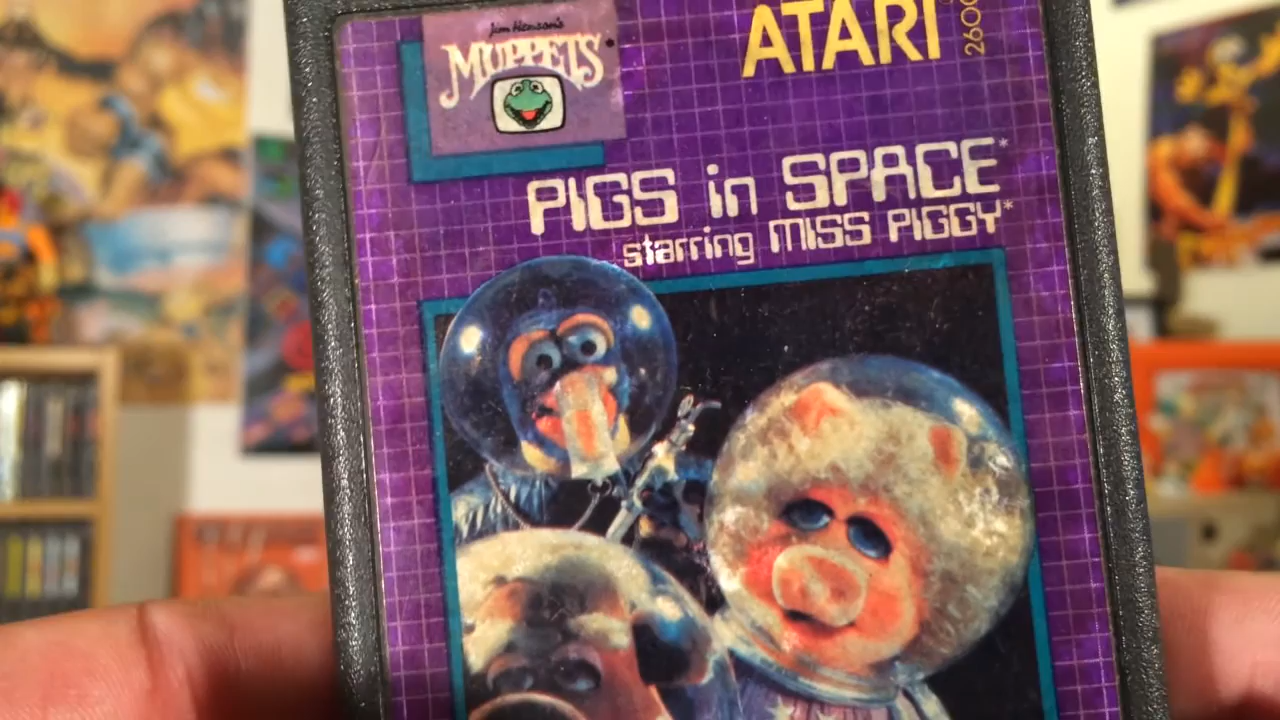 Jim Henson's
MUPPETS
ATARI
2600
PIGS in SPACE*
starring MISS PIGGY*